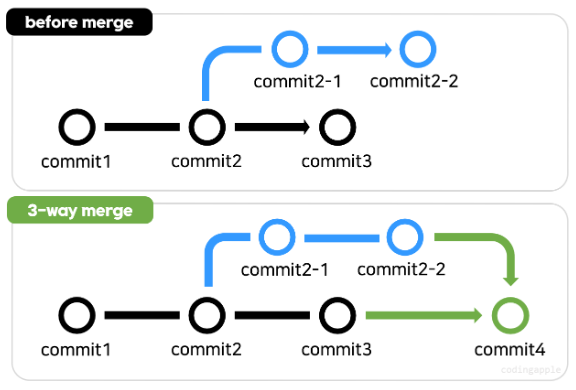 before merge
commit2-1
commit2-2
commit1
commit2
commit3
3-way merge
commit2-1
commit2-2
commit1
commit2
commit3
commit4
codingapple